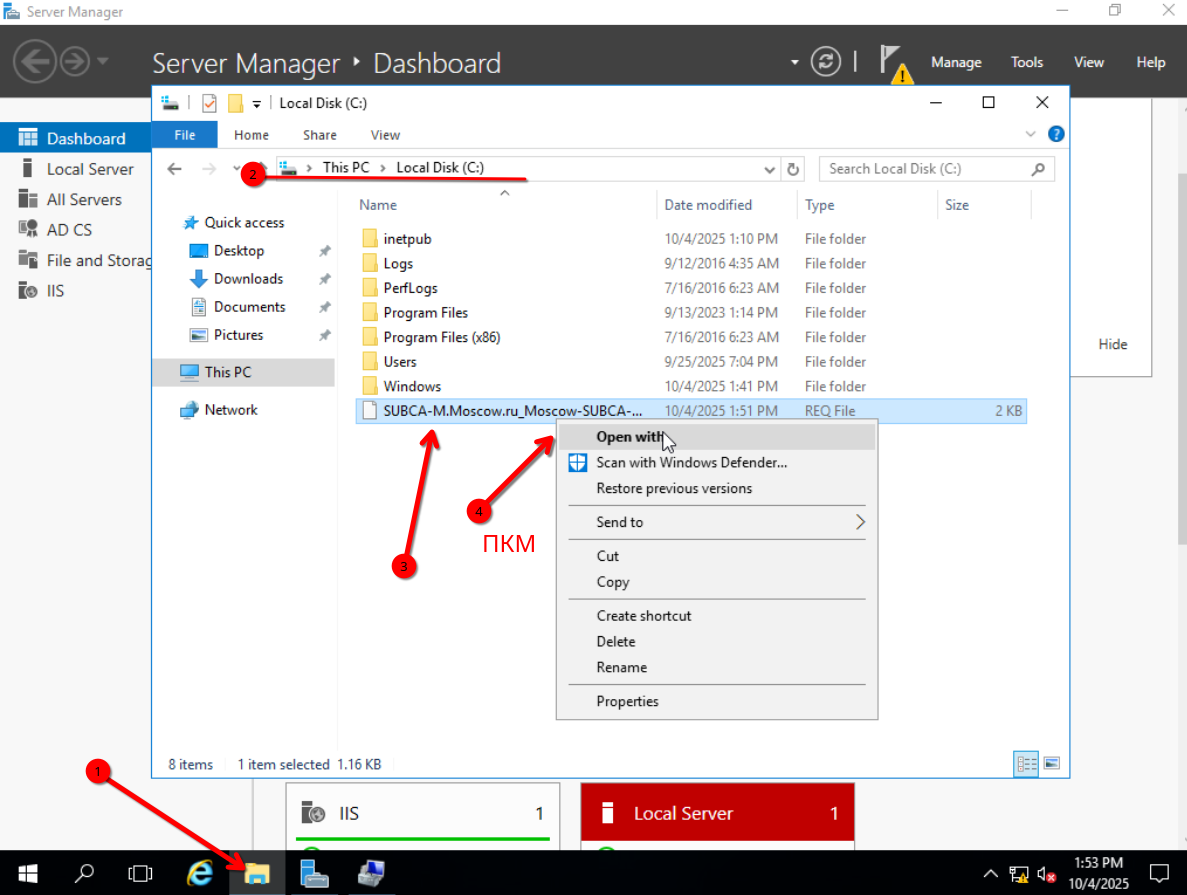 Server Manager
Server Manager ‣ Dashboard
Manage Tools View Help
Local Disk (C:)
File Home Share View
Dashboard
Local Server
All Servers
AD CS
File and Storag
IIS
2
This PC > Local Disk (C:)
Search Local Disk (C:)
Name Date modified Type Size
Quick access
Desktop
Downloads
Documents
Pictures
This PC
Network
inetpub 10/4/2025 1:10 PM File folder
Logs 9/12/2016 4:35 AM File folder
PerfLogs 7/16/2016 6:23 AM File folder
Program Files 9/13/2023 1:14 PM File folder
Program Files (x86) 7/16/2016 6:23 AM File folder
Users 9/25/2025 7:04 PM File folder
Windows 10/4/2025 1:41 PM File folder
SUBCA-M.Moscow.ru_Moscow-SUBCA-... 10/4/2025 1:51 PM REQ File 2 KB
Hide
Open with
Scan with Windows Defender...
Restore previous versions
Send to
Cut
Copy
Create shortcut
Delete
Rename
Properties
4
ПКМ
3
8 items 1 item selected 1.16 KB
1
IIS 1
Local Server 1
1:53 PM
10/4/2025